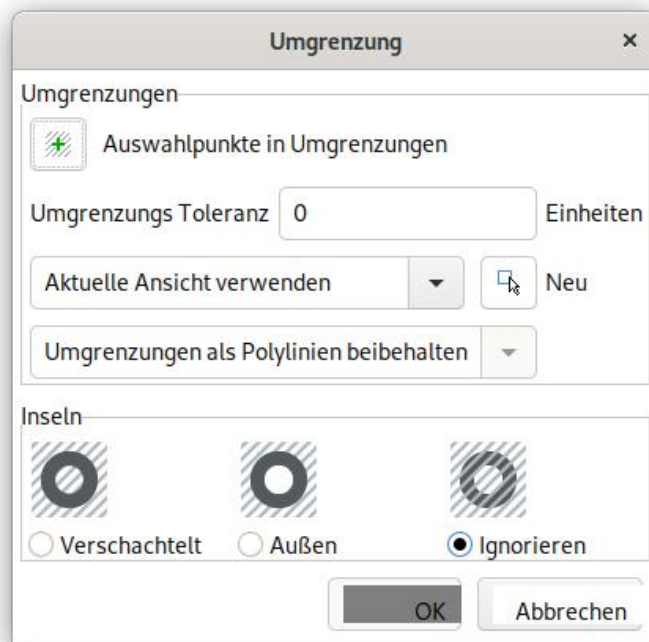 Umgrenzung
Umgrenzungen
Auswahlpunkte in Umgrenzungen
Umgrenzungs Toleranz 0 Einheiten
Aktuelle Ansicht verwenden Neu
Umgrenzungen als Polylinien beibehalten
Inseln
Verschachtelt Außen Ignorieren
OK Abbrechen